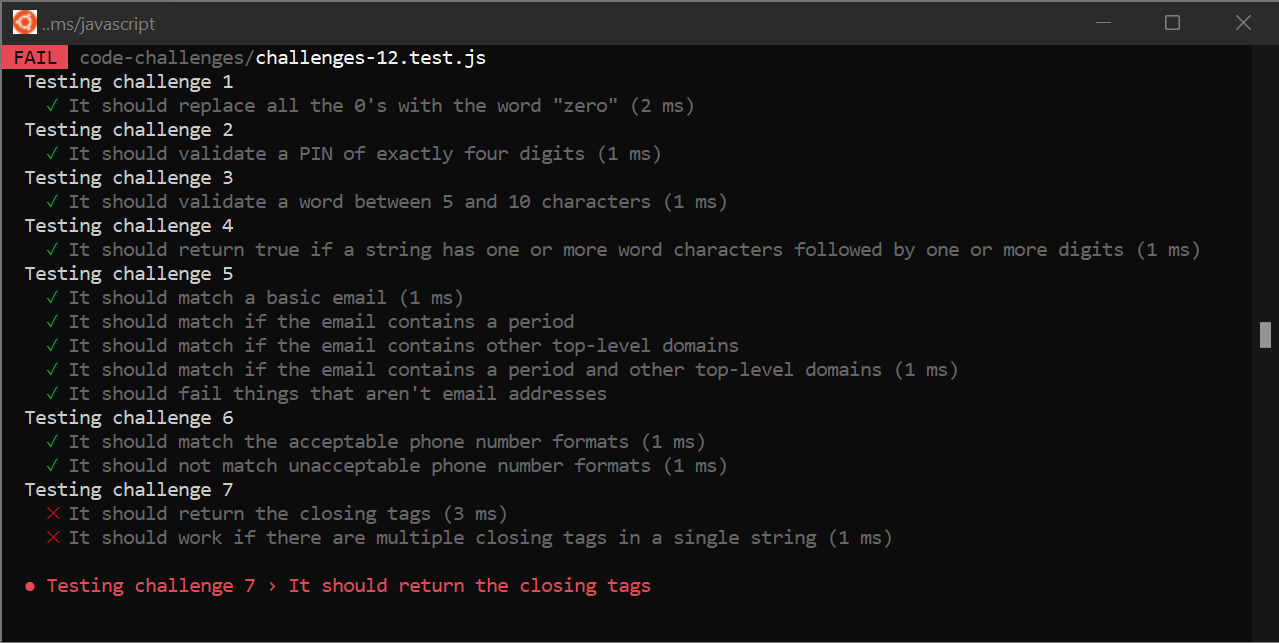 ..ms/javascript
FAIL code-challenges/challenges-12.test.js
Testing challenge 1
✓ It should replace all the 0's with the word "zero" (2 ms)
Testing challenge 2
✓ It should validate a PIN of exactly four digits (1 ms)
Testing challenge 3
✓ It should validate a word between 5 and 10 characters (1 ms)
Testing challenge 4
✓ It should return true if a string has one or more word characters followed by one or more digits (1 ms)
Testing challenge 5
✓ It should match a basic email (1 ms)
✓ It should match if the email contains a period
✓ It should match if the email contains other top-level domains
✓ It should match if the email contains a period and other top-level domains (1 ms)
✓ It should fail things that aren't email addresses
Testing challenge 6
✓ It should match the acceptable phone number formats (1 ms)
✓ It should not match unacceptable phone number formats (1 ms)
Testing challenge 7
✕ It should return the closing tags (3 ms)
✕ It should work if there are multiple closing tags in a single string (1 ms)
● Testing challenge 7 › It should return the closing tags